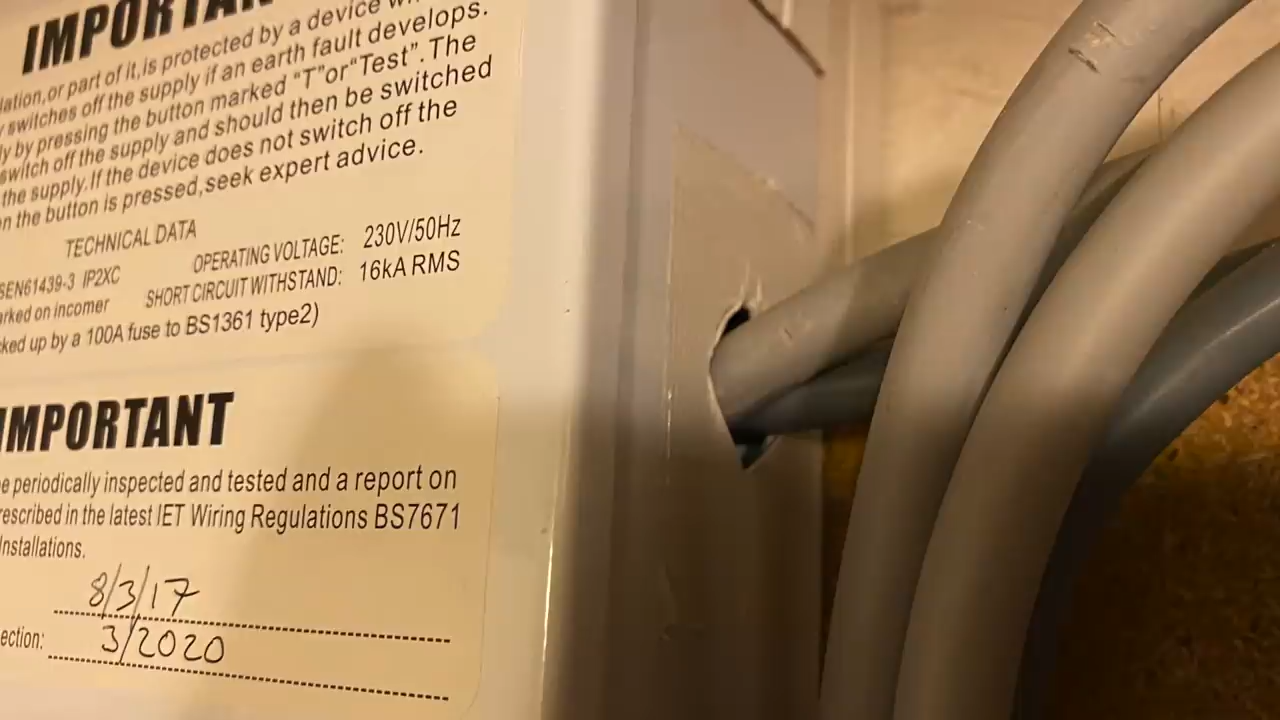 IMPORTAN
lation,or part of it,is protected by a device
switches off the supply if an earth fault develops.
ly by pressing the button marked "T"or"Test".The
switch off the supply and should then be switched
the supply.If the device does not switch off the
n the button is pressed,seek expert advice.
TECHNICAL DATA
SEN61439-3 IP2XC OPERATING VOLTAGE: 230V/50Hz
arked on incomer SHORT CIRCUIT WITHSTAND: 16kA RMS
ked up by a 100A fuse to BS1361 type2)
IMPORTANT
e periodically inspected and tested and a report on
rescribed in the latest IET Wiring Regulations BS7671
Installations.
8/3/17
ection: 3/2020